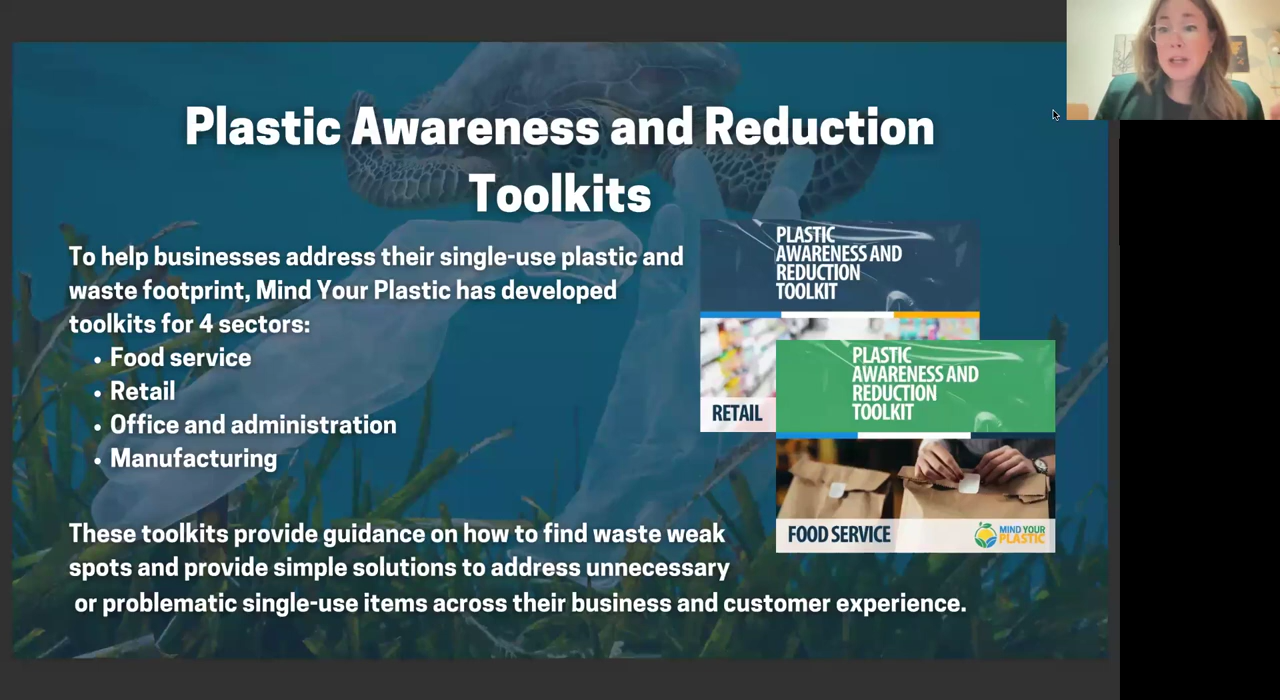 Plastic Awareness and Reduction
Toolkits
To help businesses address their single-use plastic and
waste footprint, Mind Your Plastic has developed
toolkits for 4 sectors:
• Food service
• Retail
• Office and administration
• Manufacturing
These toolkits provide guidance on how to find waste weak
spots and provide simple solutions to address unnecessary
or problematic single-use items across their business and customer experience.
PLASTIC
AWARENESS AND
REDUCTION
TOOLKIT
RETAIL
PLASTIC
AWARENESS AND
REDUCTION
TOOLKIT
FOOD SERVICE
MIND YOUR
PLASTIC